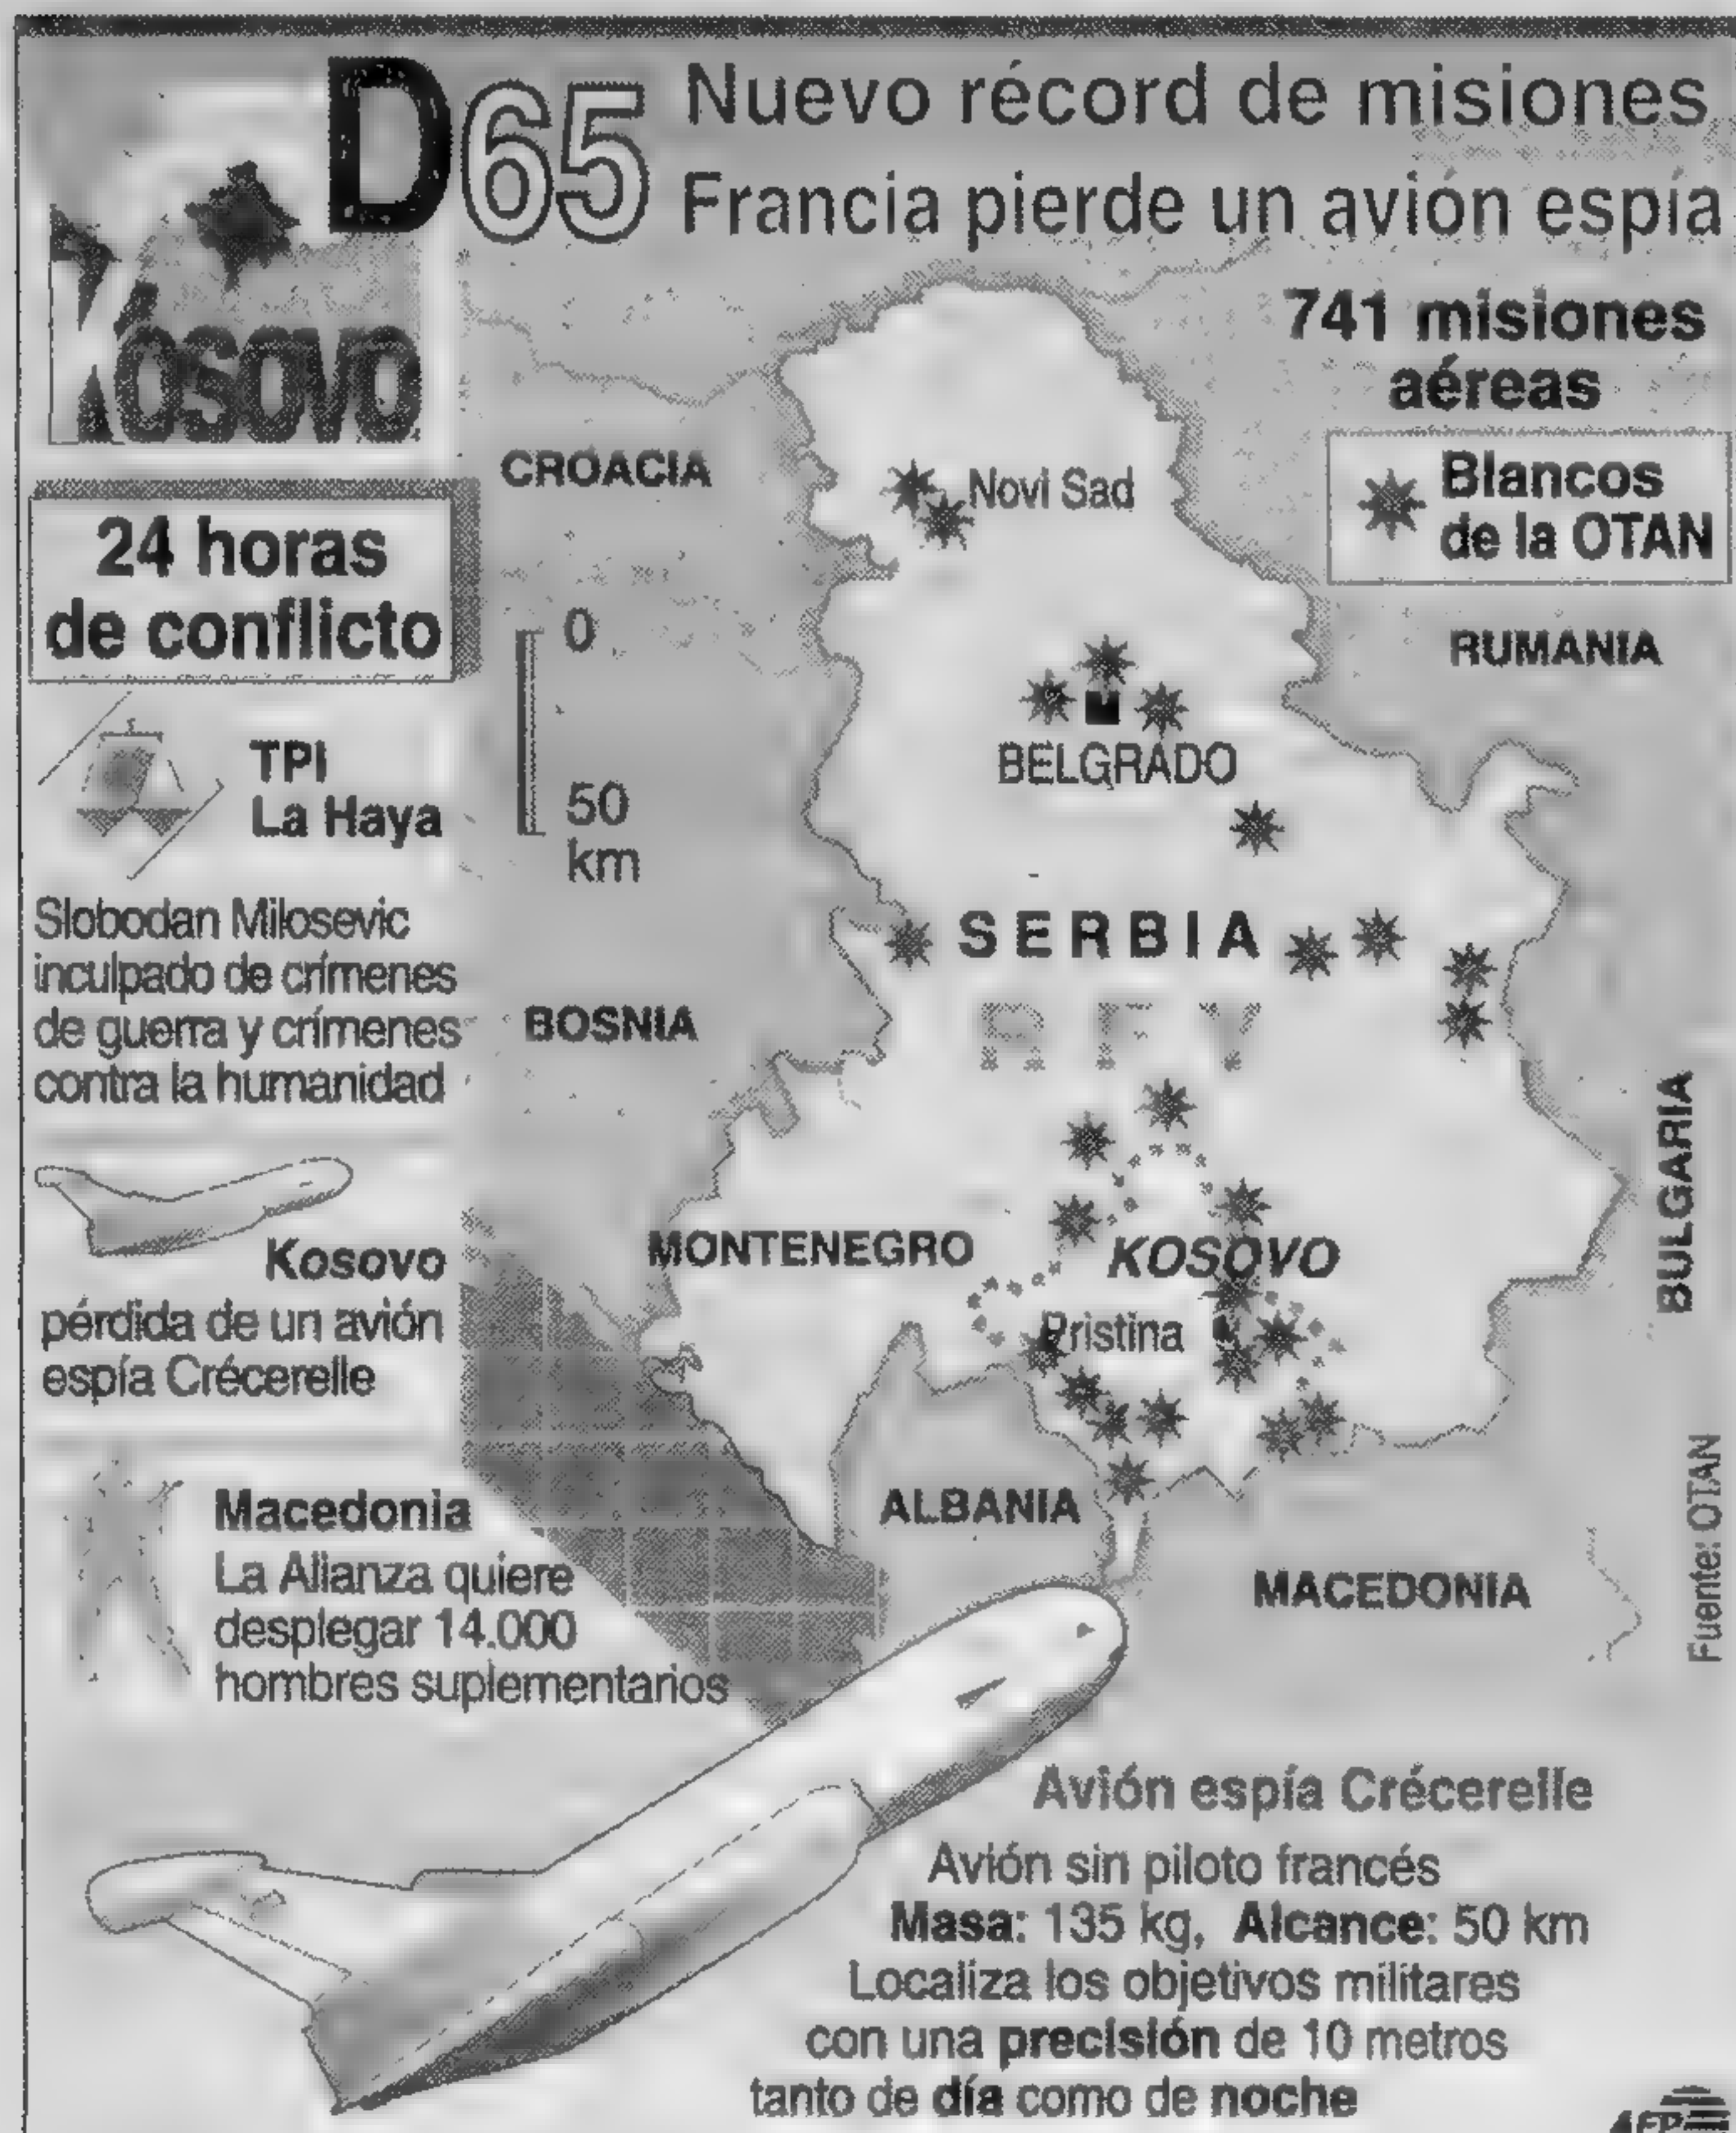 D65
Nuevo récord de misiones
Francia pierde un avión espía
Kosovo
741 misiones
aéreas
Blancos
de la OTAN
24 horas
de conflicto
TPI
La Haya
Slobodan Milosevic
inculpado de crímenes
de guerra y crímenes
contra la humanidad
Kosovo
pérdida de un avión
espía Crécerelle
Macedonia
La Alianza quiere
desplegar 14.000
hombres suplementarios
0
50
km
CROACIA
Novi Sad
RUMANIA
BELGRADO
SERBIA
RFY
BOSNIA
BULGARIA
MONTENEGRO
KOSOVO
Pristina
ALBANIA
MACEDONIA
Fuente: OTAN
Avión espía Crécerelle
Avión sin piloto francés
Masa: 135 kg, Alcance: 50 km
Localiza los objetivos militares
con una precisión de 10 metros
tanto de día como de noche
AFP